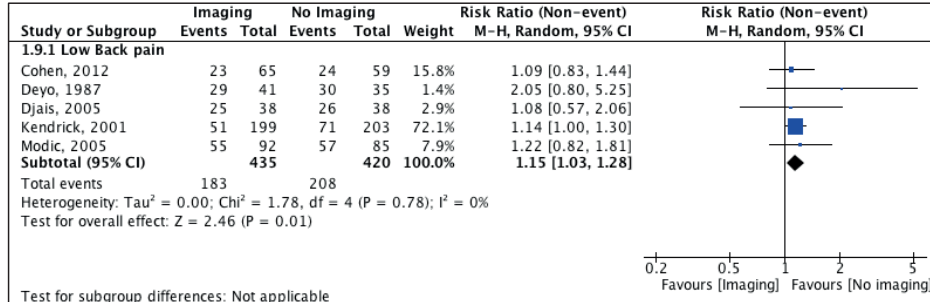 Imaging No Imaging Risk Ratio (Non-event) Risk Ratio (Non-event)
Study or Subgroup Events Total Events Total Weight M-H, Random, 95% CI M-H, Random, 95% CI
1.9.1 Low Back pain
Cohen, 2012 23 65 24 59 15.8% 1.09 [0.83, 1.44]
Deyo, 1987 29 41 30 35 1.4% 2.05 [0.80, 5.25]
Djais, 2005 25 38 26 38 2.9% 1.08 [0.57, 2.06]
Kendrick, 2001 51 199 71 203 72.1% 1.14 [1.00, 1.30]
Modic, 2005 55 92 57 85 7.9% 1.22 [0.82, 1.81]
Subtotal (95% CI) 435 420 100.0% 1.15 [1.03, 1.28]
Total events 183 208
Heterogeneity: Tau² = 0.00; Chi² = 1.78, df = 4 (P = 0.78); I² = 0%
Test for overall effect: Z = 2.46 (P = 0.01)
0.2 0.5 1 2 5
Favours [Imaging] Favours [No imaging]
Test for subgroup differences: Not applicable